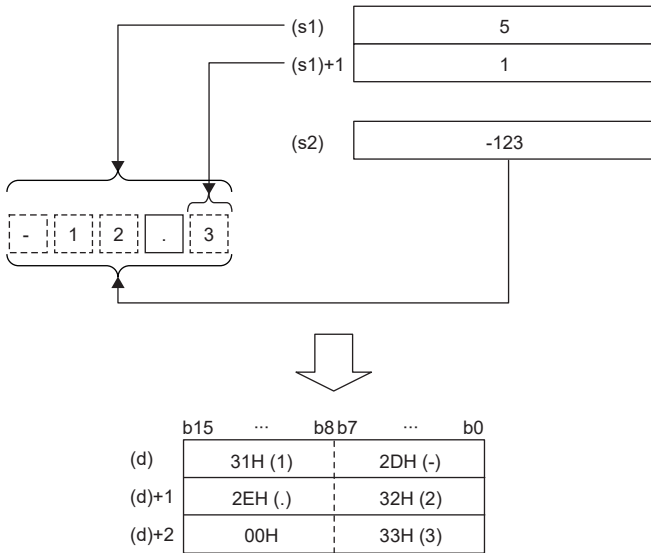 (s1) 5
(s1)+1 1
(s2) -123
- 1 2 . 3
b15 ··· b8 b7 ··· b0
(d) 31H (1) 2DH (-)
(d)+1 2EH (.) 32H (2)
(d)+2 00H 33H (3)